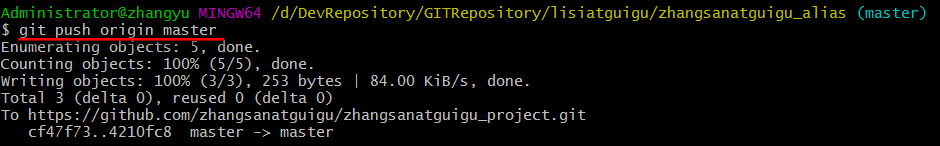 Administrator@zhangyu MINGW64 /d/DevRepository/GITRepository/lisiatguigu/zhangsanatguigu_alias (master)
$ git push origin master
Enumerating objects: 5, done.
Counting objects: 100% (5/5), done.
Writing objects: 100% (3/3), 253 bytes | 84.00 KiB/s, done.
Total 3 (delta 0), reused 0 (delta 0)
To https://github.com/zhangsanatguigu/zhangsanatguigu_project.git
   cf47f73..4210fc8  master -> master